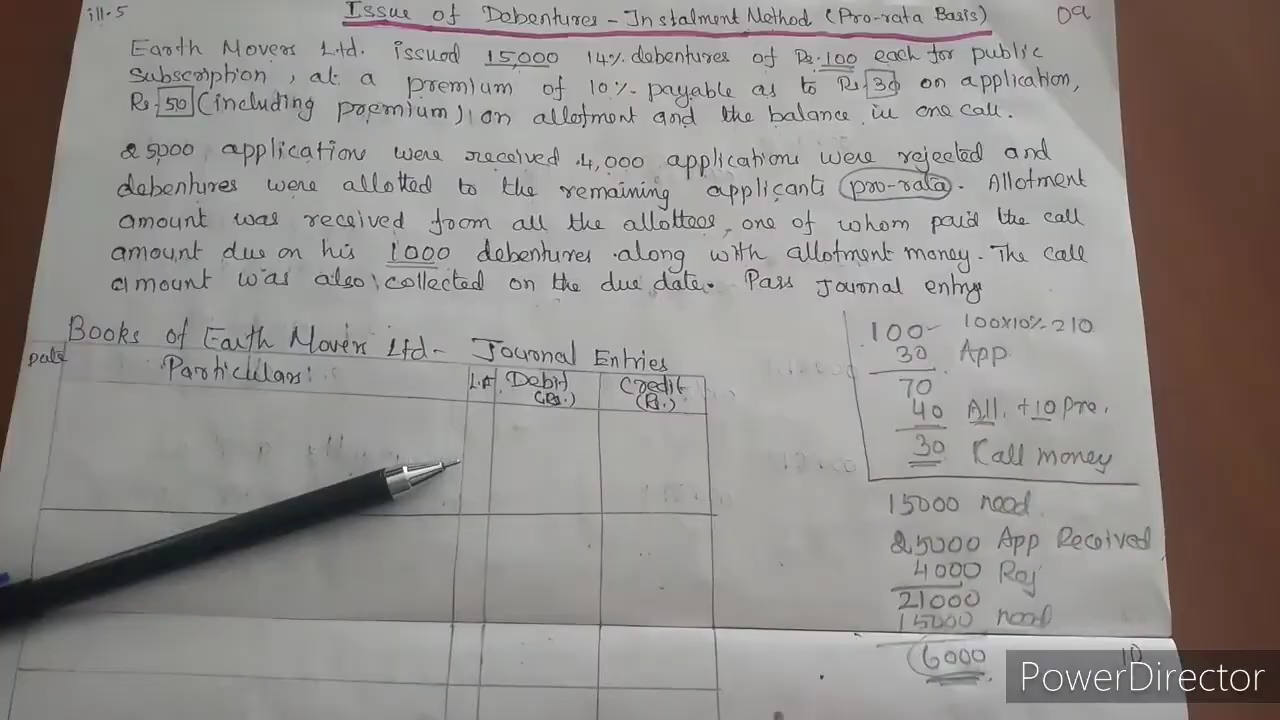 ill.5
Issue of Debentures - Instalment Method (Pro-rata Basis)
Earth Movers Ltd. issued 15,000 14% debentures of Rs.100 each for public
subscription, at a premium of 10% payable as to Rs.30 on application,
Rs.50 (including premium) on allotment and the balance in one call.
25,000 application were received 4,000 applications were rejected and
debentures were allotted to the remaining applicants (pro-rata). Allotment
amount was received from all the allottees, one of whom paid the call
amount due on his 1000 debentures along with allotment money. The call
amount was also collected on the due date. Pass Journal entry
Books of Earth Movers Ltd - Journal Entries
Date Particulars: L.F Debit (Rs.) Credit (Rs.)
100- 100x10%=10
30 App
70
40 All. +10 Pre.
30 Call money
15000 need
25000 App Received
4000 Rej
21000
15000 need
6000
10
PowerDirector